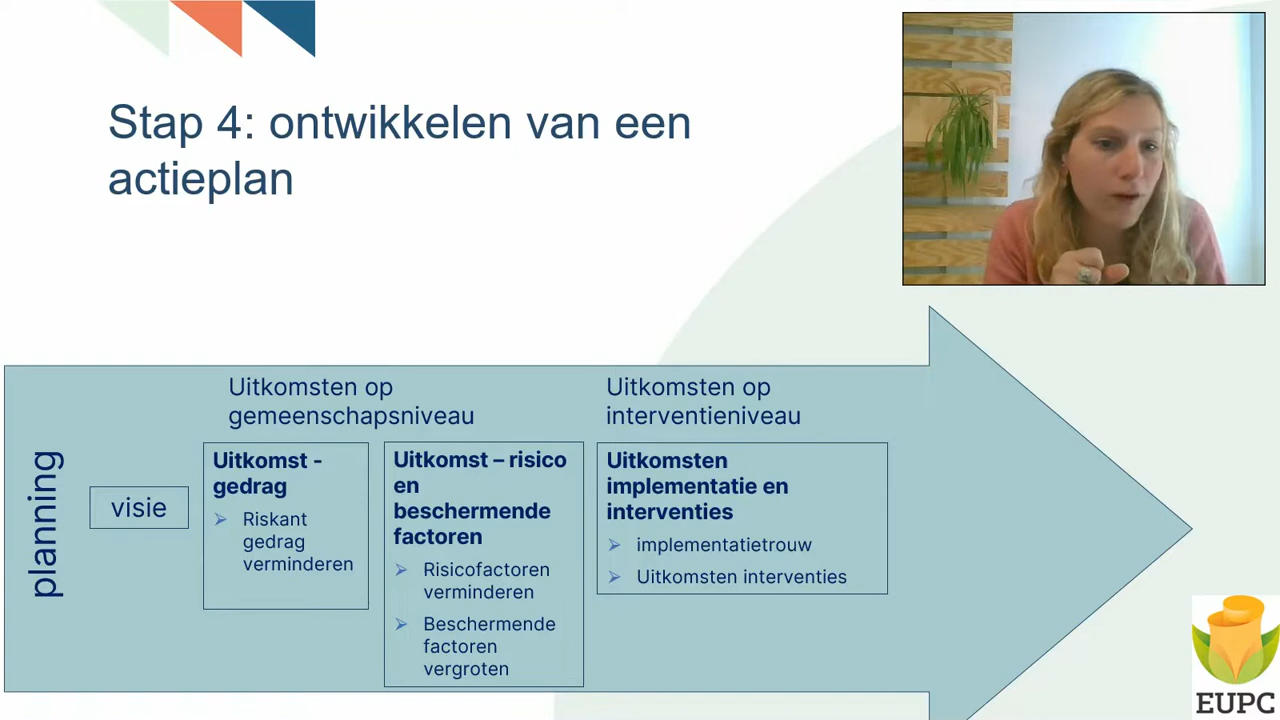 Stap 4: ontwikkelen van een
actieplan
planning
visie
Uitkomsten op
gemeenschapsniveau
Uitkomst -
gedrag
Riskant
gedrag
verminderen
Uitkomst – risico
en
beschermende
factoren
Risicofactoren
verminderen
Beschermende
factoren
vergroten
Uitkomsten op
interventieniveau
Uitkomsten
implementatie en
interventies
implementatietrouw
Uitkomsten interventies
EUPC